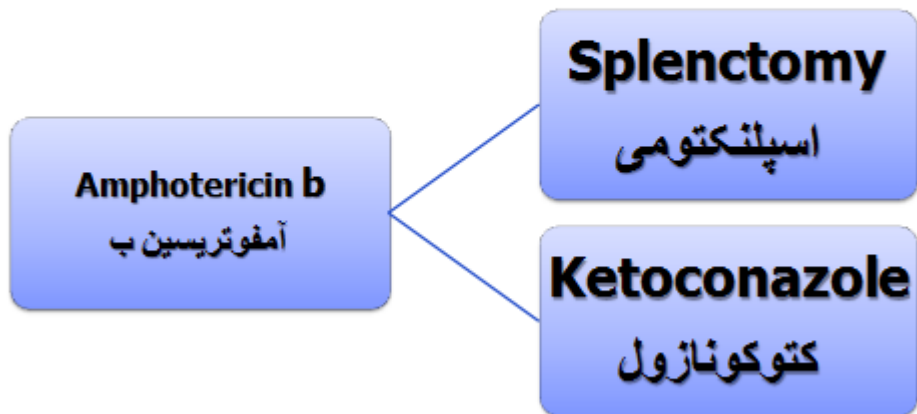 Amphotericin b
آمفوتریسین ب
Splenctomy
اسپلنکتومی
Ketoconazole
کتوکونازول